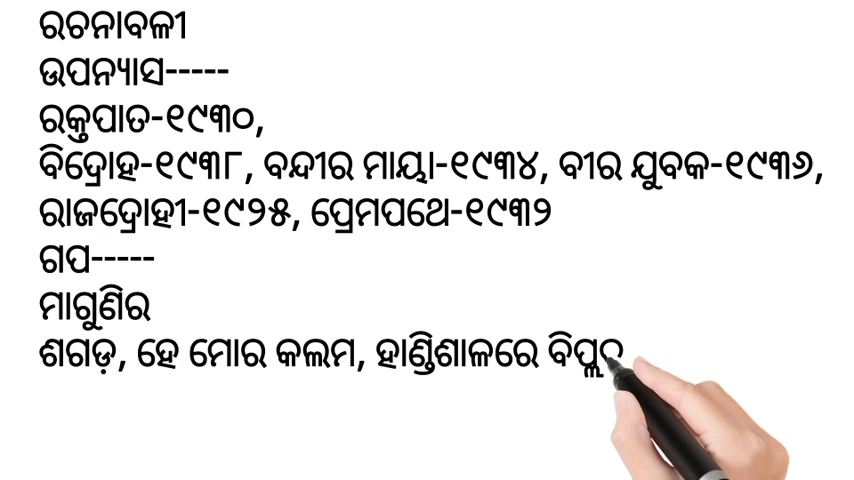 ରଚନାବଳୀ
ଉପନ୍ୟାସ-----
ରକ୍ତପାତ-୧୯୩୦,
ବିଦ୍ରୋହ-୧୯୩୮, ବନ୍ଦୀର ମାୟା-୧୯୩୪, ବୀର ଯୁବକ-୧୯୩୬,
ରାଜଦ୍ରୋହୀ-୧୯୨୫, ପ୍ରେମପଥେ-୧୯୩୨
ଗପ-----
ମାଗୁଣିର
ଶଗଡ଼, ହେ ମୋର କଲମ, ହାଣ୍ଡିଶାଳରେ